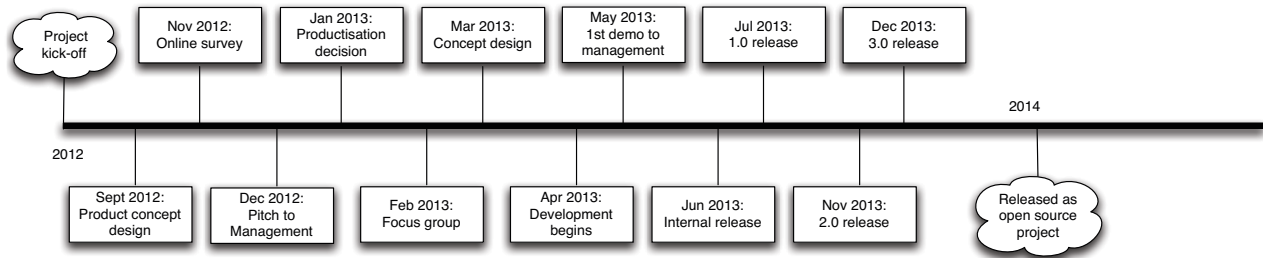 Project
kick-off
Nov 2012:
Online survey
Jan 2013:
Productisation
decision
Mar 2013:
Concept design
May 2013:
1st demo to
management
Jul 2013:
1.0 release
Dec 2013:
3.0 release
2014
2012
Sept 2012:
Product concept
design
Dec 2012:
Pitch to
Management
Feb 2013:
Focus group
Apr 2013:
Development
begins
Jun 2013:
Internal release
Nov 2013:
2.0 release
Released as
open source
project